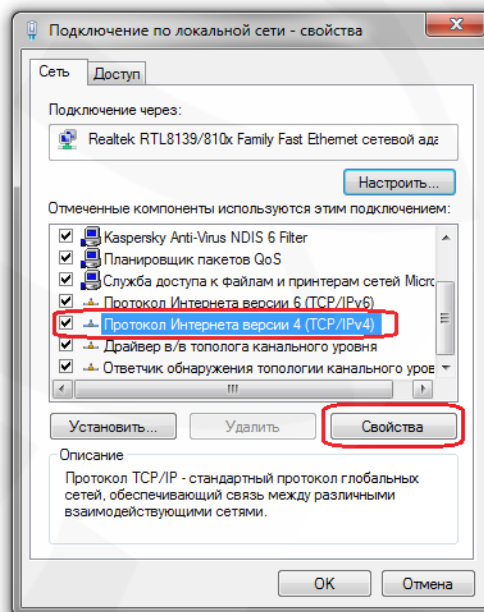 Подключение по локальной сети - свойства
Сеть
Доступ
Подключение через:
Realtek RTL8139/810x Family Fast Ethernet сетевой ада
Настроить...
Отмеченные компоненты используются этим подключением:
Kaspersky Anti-Virus NDIS 6 Filter
Планировщик пакетов QoS
Служба доступа к файлам и принтерам сетей Micro
Протокол Интернета версии 6 (TCP/IPv6)
Протокол Интернета версии 4 (TCP/IPv4)
Драйвер в/в тополога канального уровня
Ответчик обнаружения топологии канального уров
Установить...
Удалить
Свойства
Описание
Протокол TCP/IP - стандартный протокол глобальных
сетей, обеспечивающий связь между различными
взаимодействующими сетями.
OK
Отмена